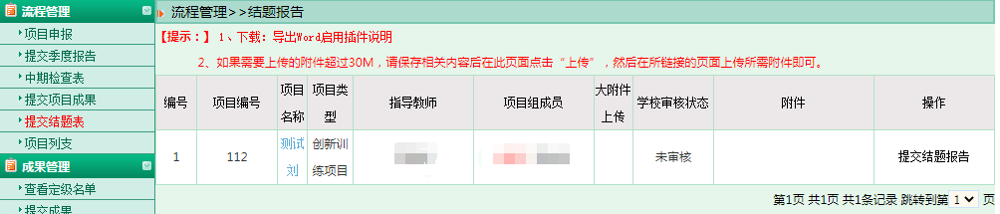 流程管理
项目申报
提交季度报告
中期检查表
提交项目成果
提交结题表
项目列支
成果管理
查看定级名单
提交成果
流程管理>>结题报告
【提示：】 1、下载：导出Word启用插件说明
2、如果需要上传的附件超过30M，请保存相关内容后在此页面点击“上传”，然后在所链接的页面上传所需附件即可。
编号 项目编号 项目名称 项目类型 指导教师 项目组成员 大附件上传 学校审核状态 附件 操作
1 112 测试刘 创新训练项目 未审核 提交结题报告
第1页 共1页 共1条记录 跳转到第 1 页